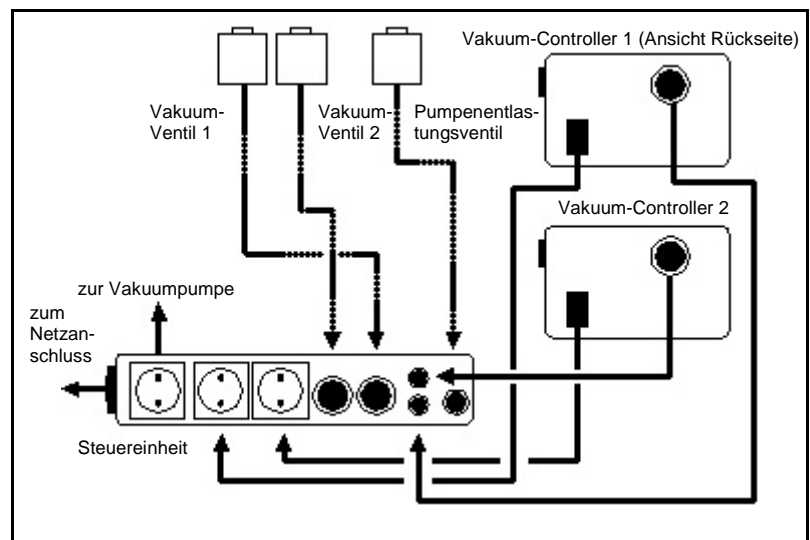 Vakuum-Controller 1 (Ansicht Rückseite)
Vakuum-
Ventil 1
Vakuum-
Ventil 2
Pumpenentlas-
tungsventil
Vakuum-Controller 2
zur Vakuumpumpe
zum
Netzan-
schluss
Steuereinheit